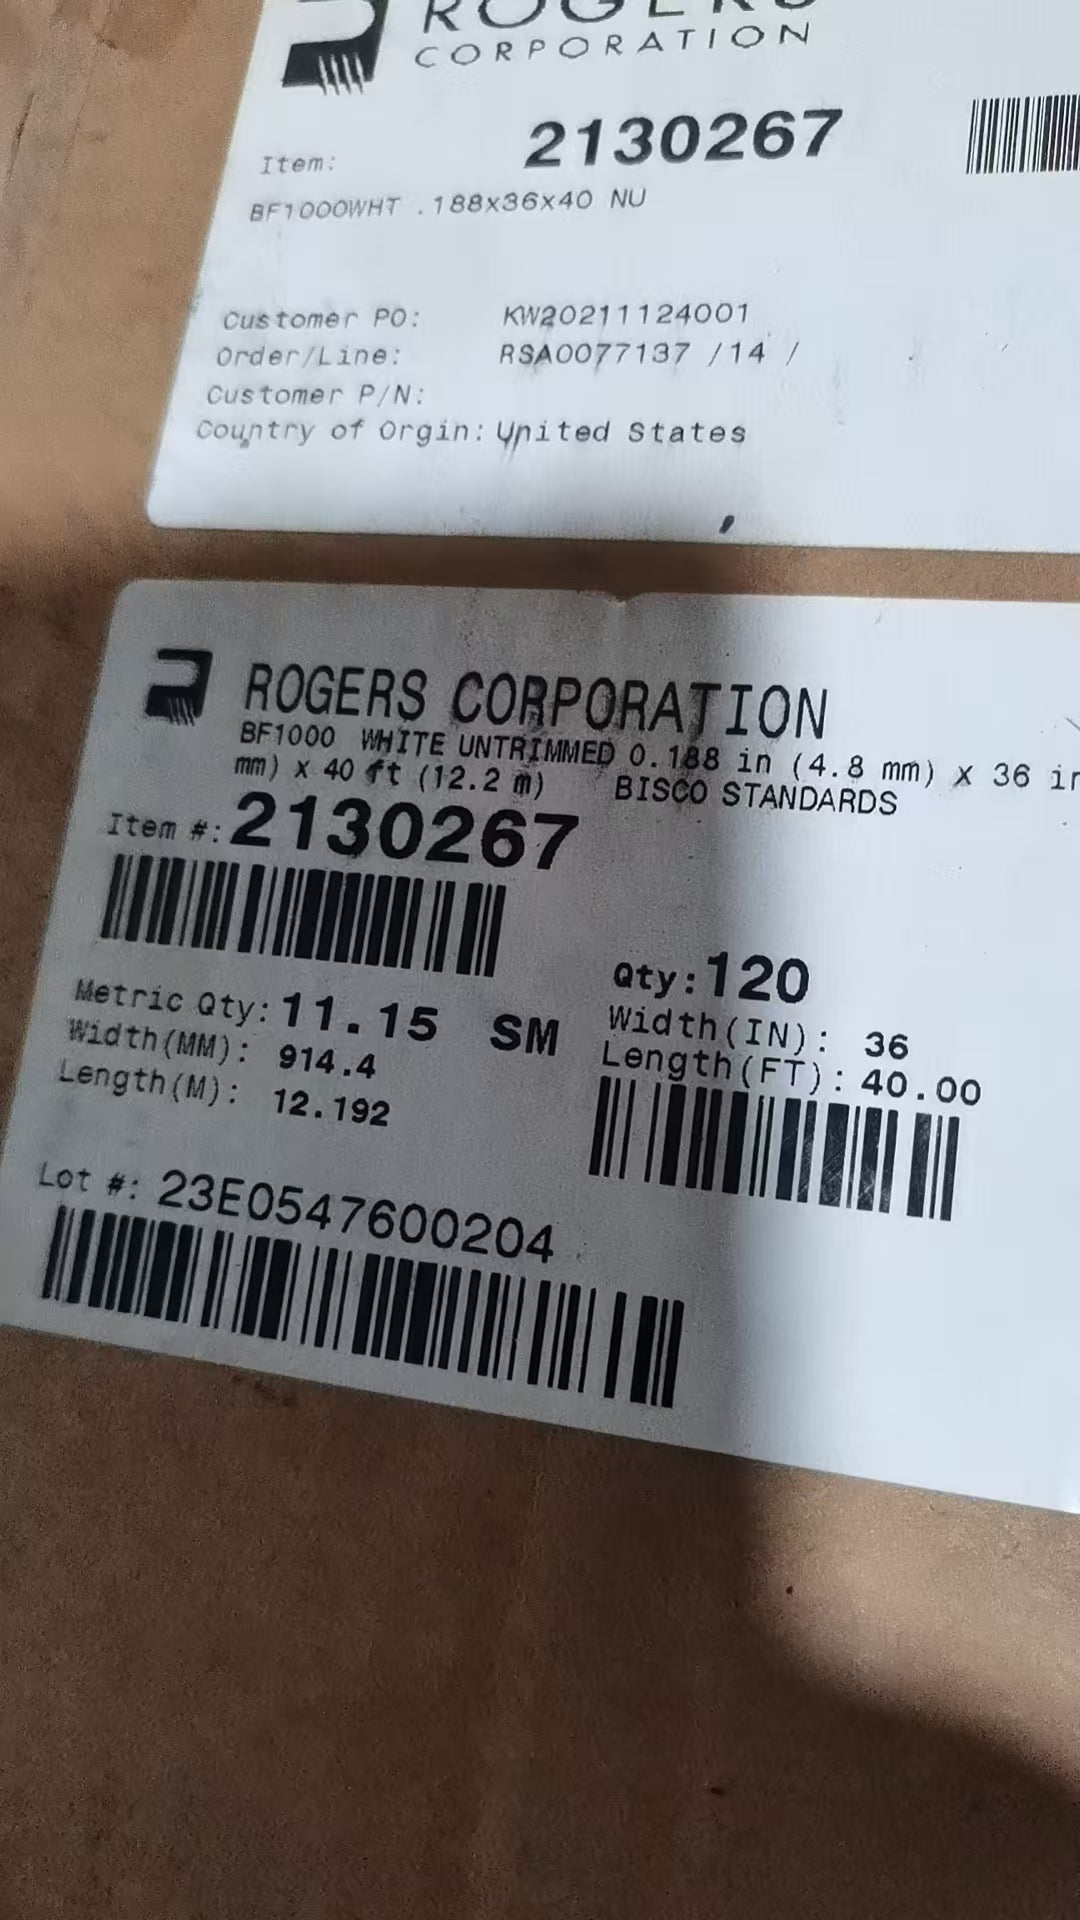 ROGERS
CORPORATION
Item: 2130267
BF1000WHT .188x36x40 NU
Customer PO: KW20211124001
Order/Line: RSA0077137 /14 /
Customer P/N:
Country of Orgin: United States
ROGERS CORPORATION
BF1000 WHITE UNTRIMMED 0.188 in (4.8 mm) x 36 in
mm) x 40 ft (12.2 m) BISCO STANDARDS
Item #: 2130267
Qty: 120
Metric Qty: 11.15 SM
Width(IN): 36
Width(MM): 914.4
Length(FT): 40.00
Length(M): 12.192
Lot #: 23E0547600204